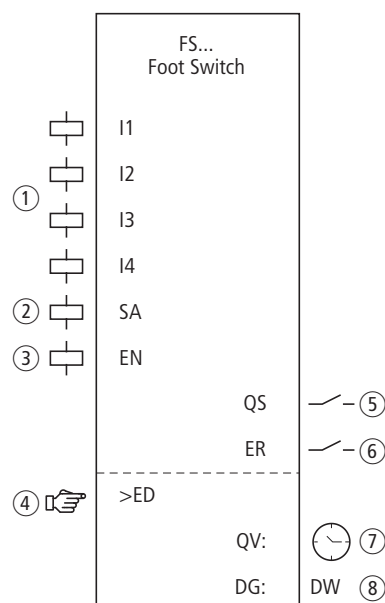 FS...
Foot Switch
I1
I2
①
I3
I4
② SA
③ EN
QS ⑤
ER ⑥
④ >ED
QV: ⑦
DG: DW ⑧